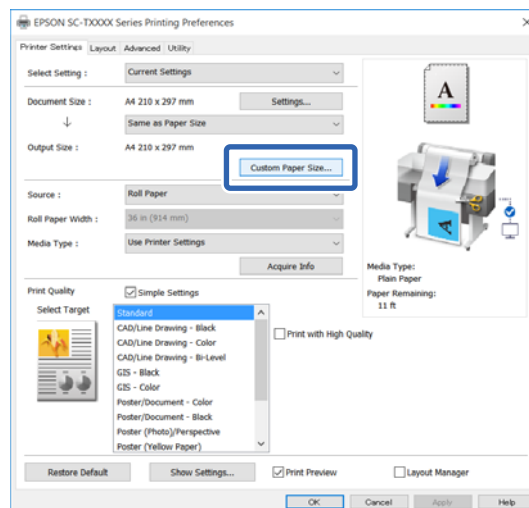 EPSON SC-TXXXX Series Printing Preferences
Printer Settings Layout Advanced Utility
Select Setting : Current Settings
Document Size : A4 210 x 297 mm Settings...
Same as Paper Size
Output Size : A4 210 x 297 mm
Custom Paper Size...
Source : Roll Paper
Roll Paper Width : 36 in (914 mm)
Media Type : Use Printer Settings
Acquire Info
A
Media Type:
Plain Paper
Paper Remaining:
11 ft
Print Quality Simple Settings
Select Target
Standard
CAD/Line Drawing - Black
CAD/Line Drawing - Color
CAD/Line Drawing - Bi-Level
GIS - Black
GIS - Color
Poster/Document - Color
Poster/Document - Black
Poster (Photo)/Perspective
Poster (Yellow Paper)
Print with High Quality
Restore Default Show Settings... Print Preview Layout Manager
OK Cancel Apply Help